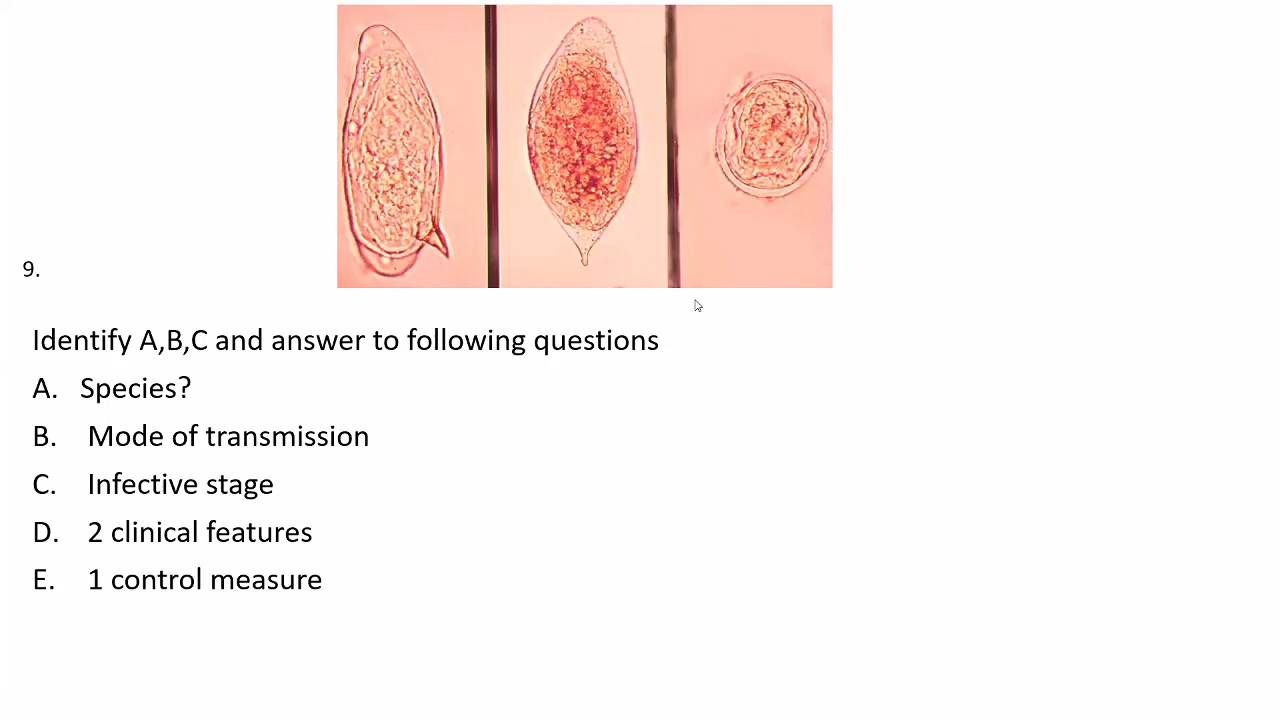 9.
Identify A,B,C and answer to following questions
A. Species?
B. Mode of transmission
C. Infective stage
D. 2 clinical features
E. 1 control measure